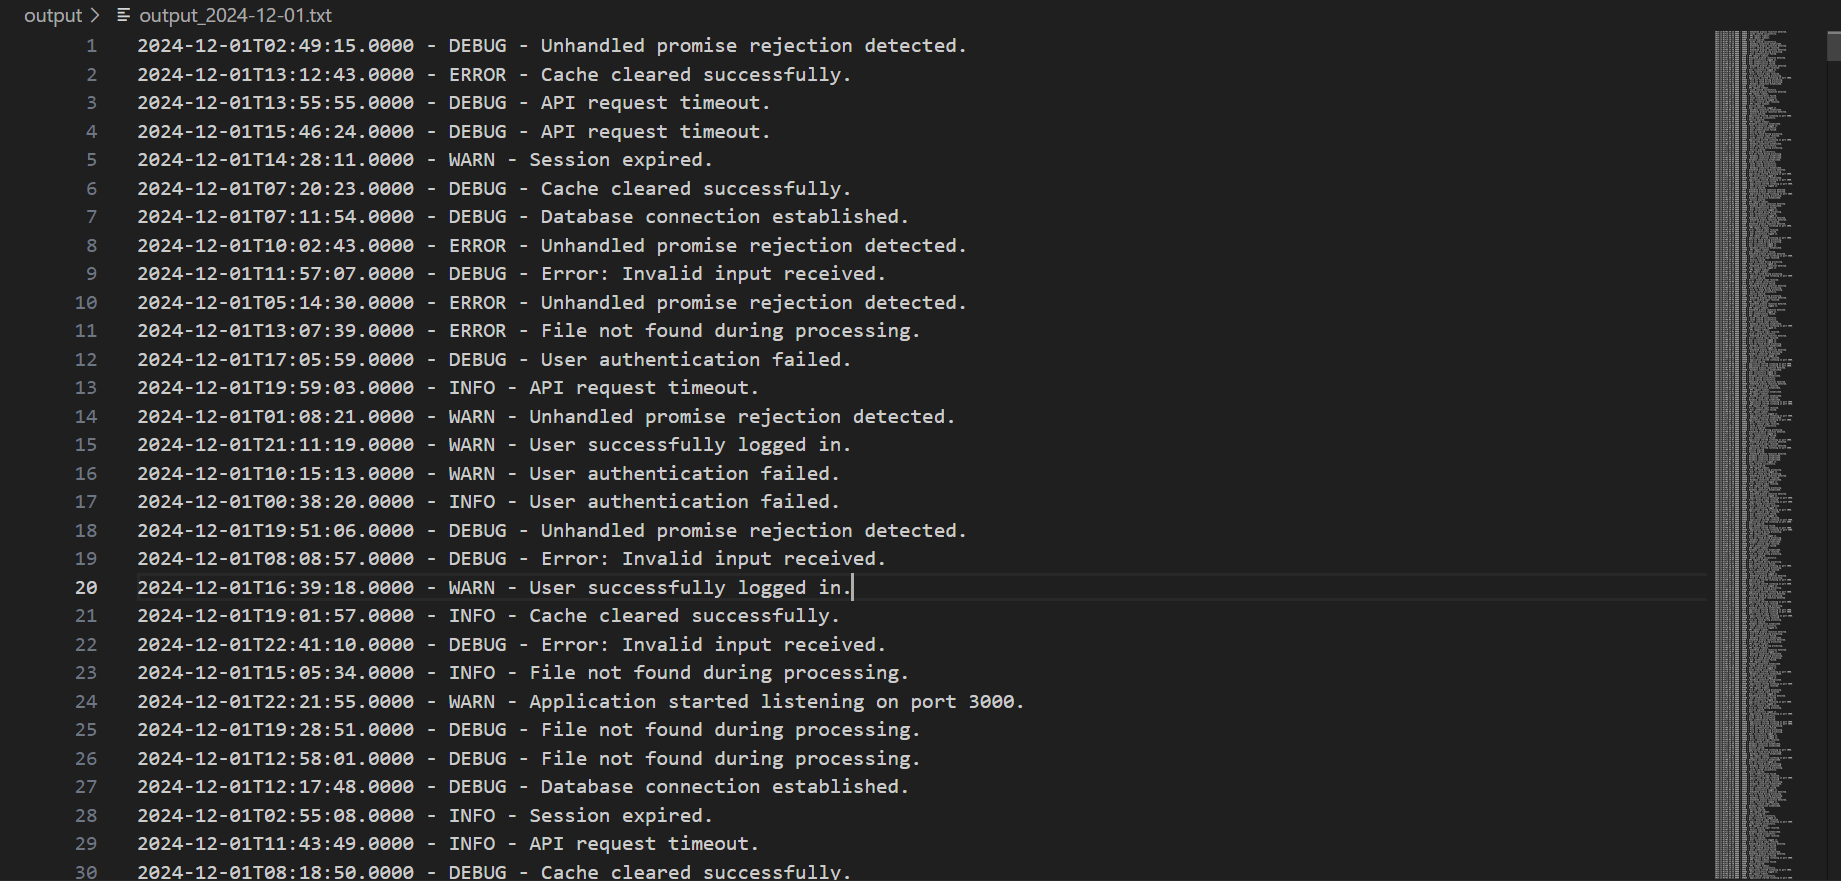 output > output_2024-12-01.txt
1 2024-12-01T02:49:15.0000 - DEBUG - Unhandled promise rejection detected.
2 2024-12-01T13:12:43.0000 - ERROR - Cache cleared successfully.
3 2024-12-01T13:55:55.0000 - DEBUG - API request timeout.
4 2024-12-01T15:46:24.0000 - DEBUG - API request timeout.
5 2024-12-01T14:28:11.0000 - WARN - Session expired.
6 2024-12-01T07:20:23.0000 - DEBUG - Cache cleared successfully.
7 2024-12-01T07:11:54.0000 - DEBUG - Database connection established.
8 2024-12-01T10:02:43.0000 - ERROR - Unhandled promise rejection detected.
9 2024-12-01T11:57:07.0000 - DEBUG - Error: Invalid input received.
10 2024-12-01T05:14:30.0000 - ERROR - Unhandled promise rejection detected.
11 2024-12-01T13:07:39.0000 - ERROR - File not found during processing.
12 2024-12-01T17:05:59.0000 - DEBUG - User authentication failed.
13 2024-12-01T19:59:03.0000 - INFO - API request timeout.
14 2024-12-01T01:08:21.0000 - WARN - Unhandled promise rejection detected.
15 2024-12-01T21:11:19.0000 - WARN - User successfully logged in.
16 2024-12-01T10:15:13.0000 - WARN - User authentication failed.
17 2024-12-01T00:38:20.0000 - INFO - User authentication failed.
18 2024-12-01T19:51:06.0000 - DEBUG - Unhandled promise rejection detected.
19 2024-12-01T08:08:57.0000 - DEBUG - Error: Invalid input received.
20 2024-12-01T16:39:18.0000 - WARN - User successfully logged in.
21 2024-12-01T19:01:57.0000 - INFO - Cache cleared successfully.
22 2024-12-01T22:41:10.0000 - DEBUG - Error: Invalid input received.
23 2024-12-01T15:05:34.0000 - INFO - File not found during processing.
24 2024-12-01T22:21:55.0000 - WARN - Application started listening on port 3000.
25 2024-12-01T19:28:51.0000 - DEBUG - File not found during processing.
26 2024-12-01T12:58:01.0000 - DEBUG - File not found during processing.
27 2024-12-01T12:17:48.0000 - DEBUG - Database connection established.
28 2024-12-01T02:55:08.0000 - INFO - Session expired.
29 2024-12-01T11:43:49.0000 - INFO - API request timeout.
30 2024-12-01T08:18:50.0000 - DEBUG - Cache cleared successfully.